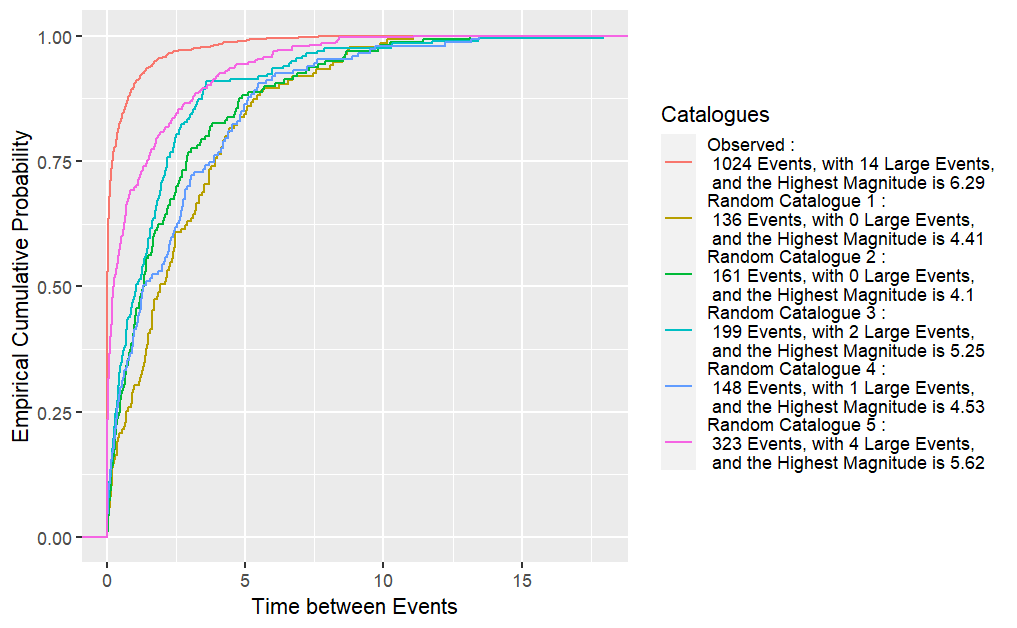 1.00
0.75
0.50
0.25
0.00
Empirical Cumulative Probability
0
5
10
15
Time between Events
Catalogues
Observed :
1024 Events, with 14 Large Events,
and the Highest Magnitude is 6.29
Random Catalogue 1 :
136 Events, with 0 Large Events,
and the Highest Magnitude is 4.41
Random Catalogue 2 :
161 Events, with 0 Large Events,
and the Highest Magnitude is 4.1
Random Catalogue 3 :
199 Events, with 2 Large Events,
and the Highest Magnitude is 5.25
Random Catalogue 4 :
148 Events, with 1 Large Events,
and the Highest Magnitude is 4.53
Random Catalogue 5 :
323 Events, with 4 Large Events,
and the Highest Magnitude is 5.62